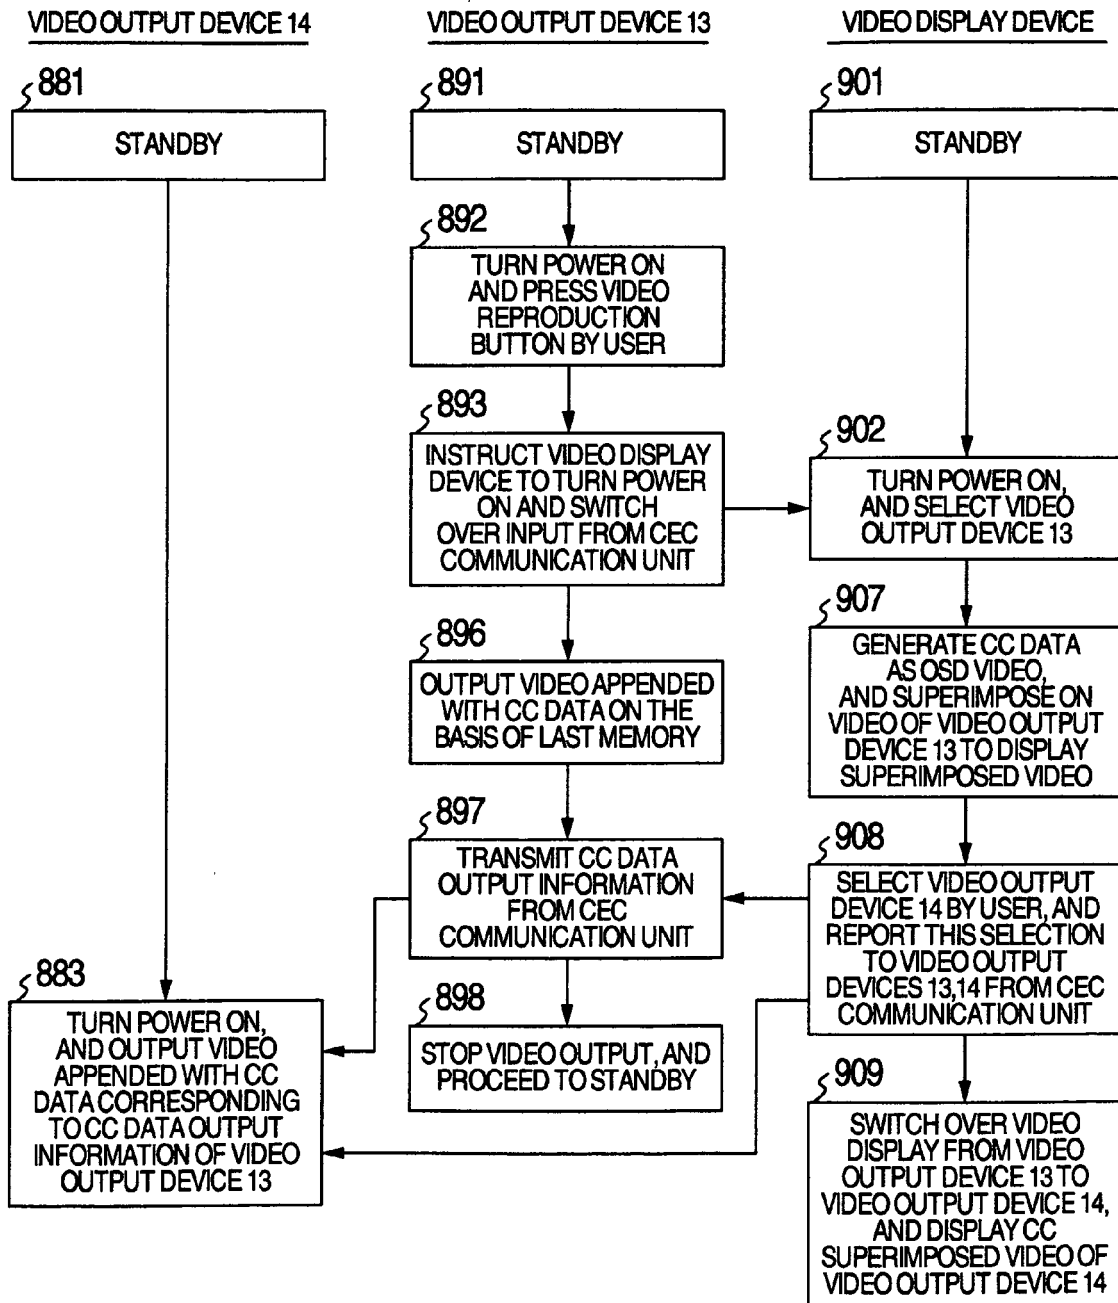 VIDEO OUTPUT DEVICE 14
881
STANDBY
883
TURN POWER ON,
AND OUTPUT VIDEO
APPENDED WITH CC
DATA CORRESPONDING
TO CC DATA OUTPUT
INFORMATION OF VIDEO
OUTPUT DEVICE 13
VIDEO OUTPUT DEVICE 13
891
STANDBY
892
TURN POWER ON
AND PRESS VIDEO
REPRODUCTION
BUTTON BY USER
893
INSTRUCT VIDEO DISPLAY
DEVICE TO TURN POWER
ON AND SWITCH
OVER INPUT FROM CEC
COMMUNICATION UNIT
896
OUTPUT VIDEO APPENDED
WITH CC DATA ON THE
BASIS OF LAST MEMORY
897
TRANSMIT CC DATA
OUTPUT INFORMATION
FROM CEC
COMMUNICATION UNIT
898
STOP VIDEO OUTPUT, AND
PROCEED TO STANDBY
VIDEO DISPLAY DEVICE
901
STANDBY
902
TURN POWER ON,
AND SELECT VIDEO
OUTPUT DEVICE 13
907
GENERATE CC DATA
AS OSD VIDEO,
AND SUPERIMPOSE ON
VIDEO OF VIDEO OUTPUT
DEVICE 13 TO DISPLAY
SUPERIMPOSED VIDEO
908
SELECT VIDEO OUTPUT
DEVICE 14 BY USER, AND
REPORT THIS SELECTION
TO VIDEO OUTPUT
DEVICES 13,14 FROM CEC
COMMUNICATION UNIT
909
SWITCH OVER VIDEO
DISPLAY FROM VIDEO
OUTPUT DEVICE 13 TO
VIDEO OUTPUT DEVICE 14,
AND DISPLAY CC
SUPERIMPOSED VIDEO OF
VIDEO OUTPUT DEVICE 14